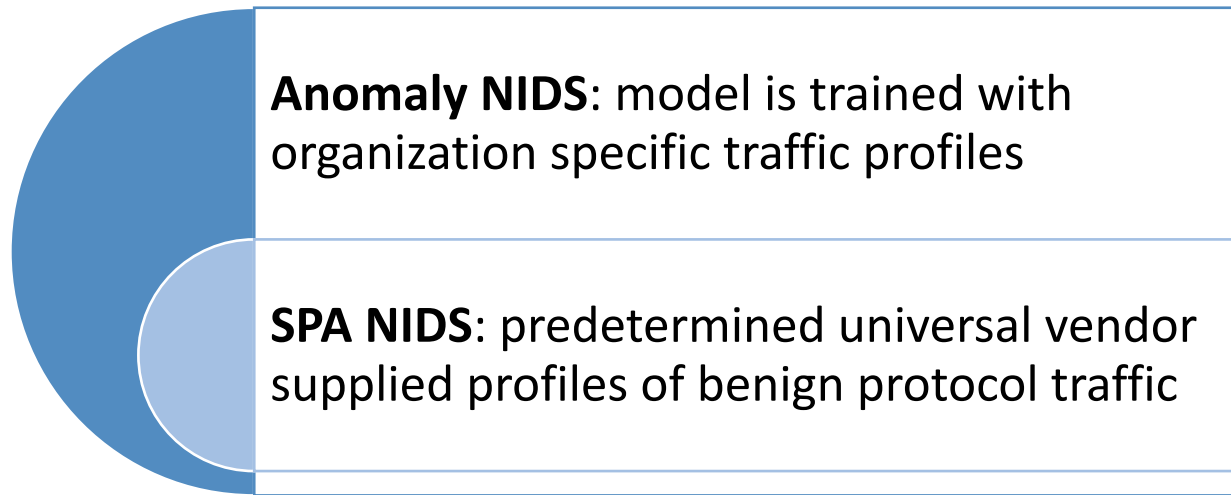 Anomaly NIDS: model is trained with
organization specific traffic profiles
SPA NIDS: predetermined universal vendor
supplied profiles of benign protocol traffic